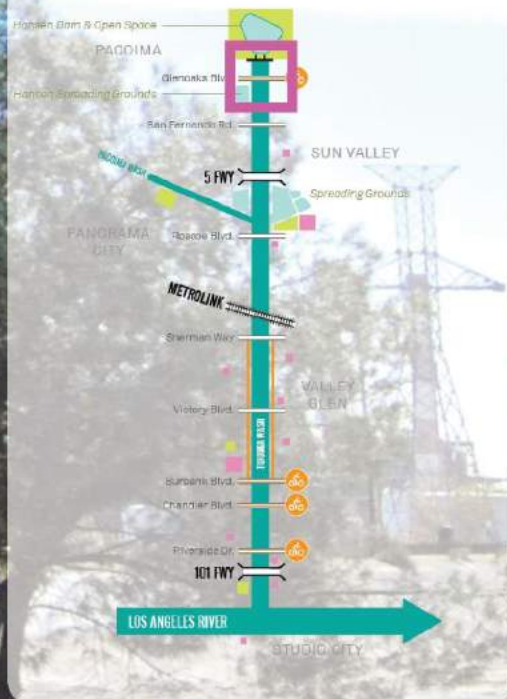 Hansen Dam & Open Space
PACOIMA
Glenoaks Blvd.
Hansen Spreading Grounds
San Fernando Rd.
SUN VALLEY
PACOIMA WASH
5 FWY
Spreading Grounds
PANORAMA
CITY
Roscoe Blvd.
METROLINK
Sherman Way
VALLEY
GLEN
Victory Blvd.
TUJUNGA WASH
Burbank Blvd.
Chandler Blvd.
Riverside Dr.
101 FWY
LOS ANGELES RIVER
STUDIO CITY